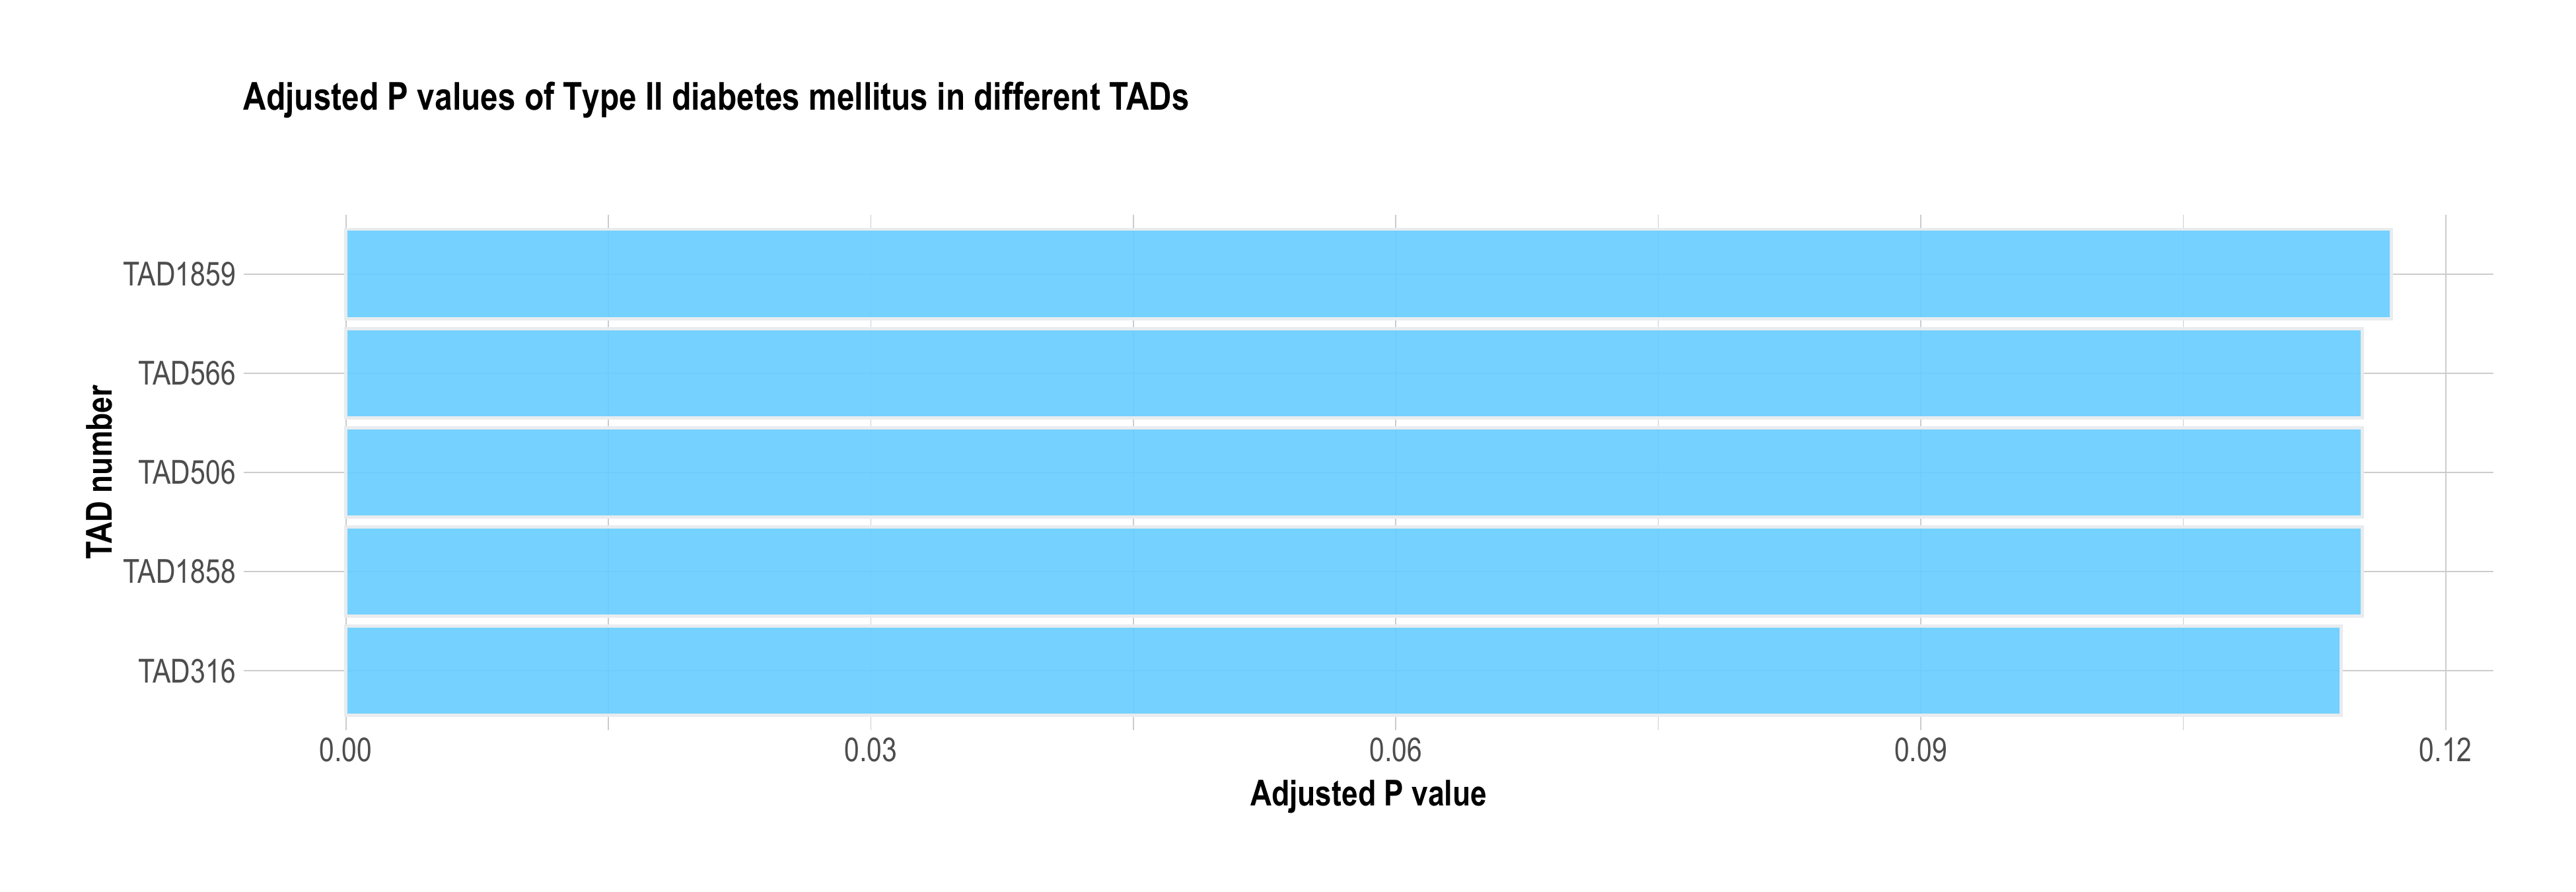 Adjusted P values of Type II diabetes mellitus in different TADs
TAD number
TAD1859
TAD566
TAD506
TAD1858
TAD316
0.00 0.03 0.06 0.09 0.12
Adjusted P value